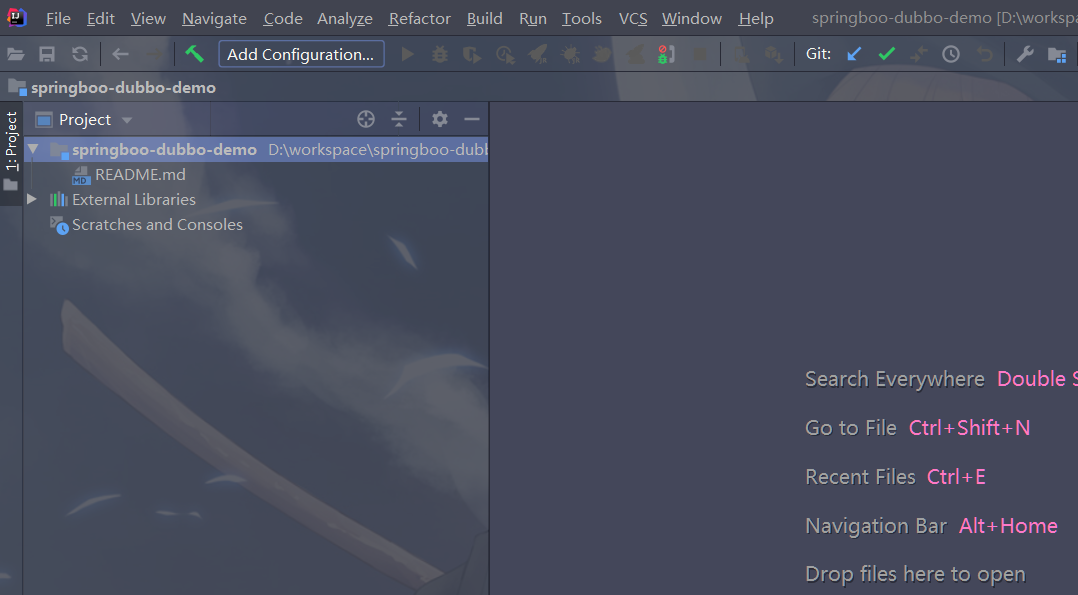 File Edit View Navigate Code Analyze Refactor Build Run Tools VCS Window Help springboo-dubbo-demo [D:\workspa
Add Configuration... Git:
springboo-dubbo-demo
1: Project
Project
springboo-dubbo-demo D:\workspace\springboo-dubb
MD README.md
External Libraries
Scratches and Consoles
Search Everywhere Double S
Go to File Ctrl+Shift+N
Recent Files Ctrl+E
Navigation Bar Alt+Home
Drop files here to open